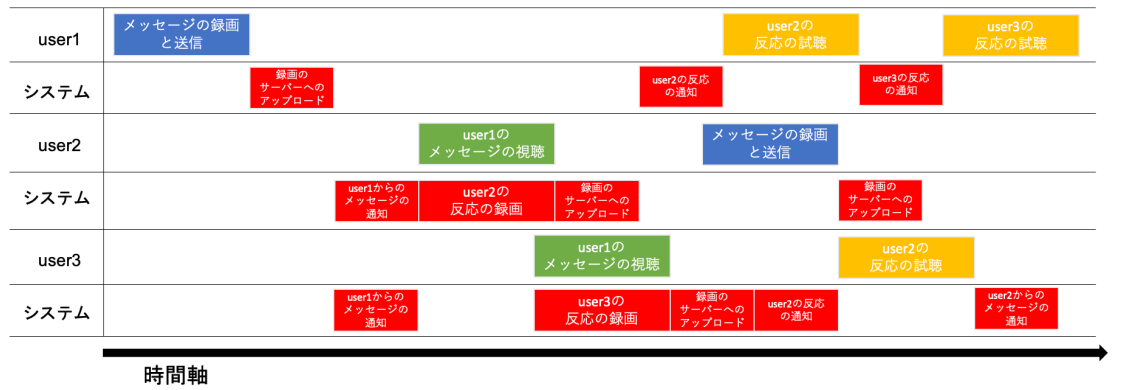 user1
メッセージの録画
と送信
user2の
反応の試聴
user3の
反応の試聴
システム
録画の
サーバーへの
アップロード
user2の反応
の通知
user3の反応
の通知
user2
user1の
メッセージの視聴
メッセージの録画
と送信
システム
user1からの
メッセージの
通知
user2の
反応の録画
録画の
サーバーへの
アップロード
録画の
サーバーへの
アップロード
user3
user1の
メッセージの視聴
user2の
反応の試聴
システム
user1からの
メッセージの
通知
user3の
反応の録画
録画の
サーバーへの
アップロード
user2の反応
の通知
user2からの
メッセージの
通知
時間軸